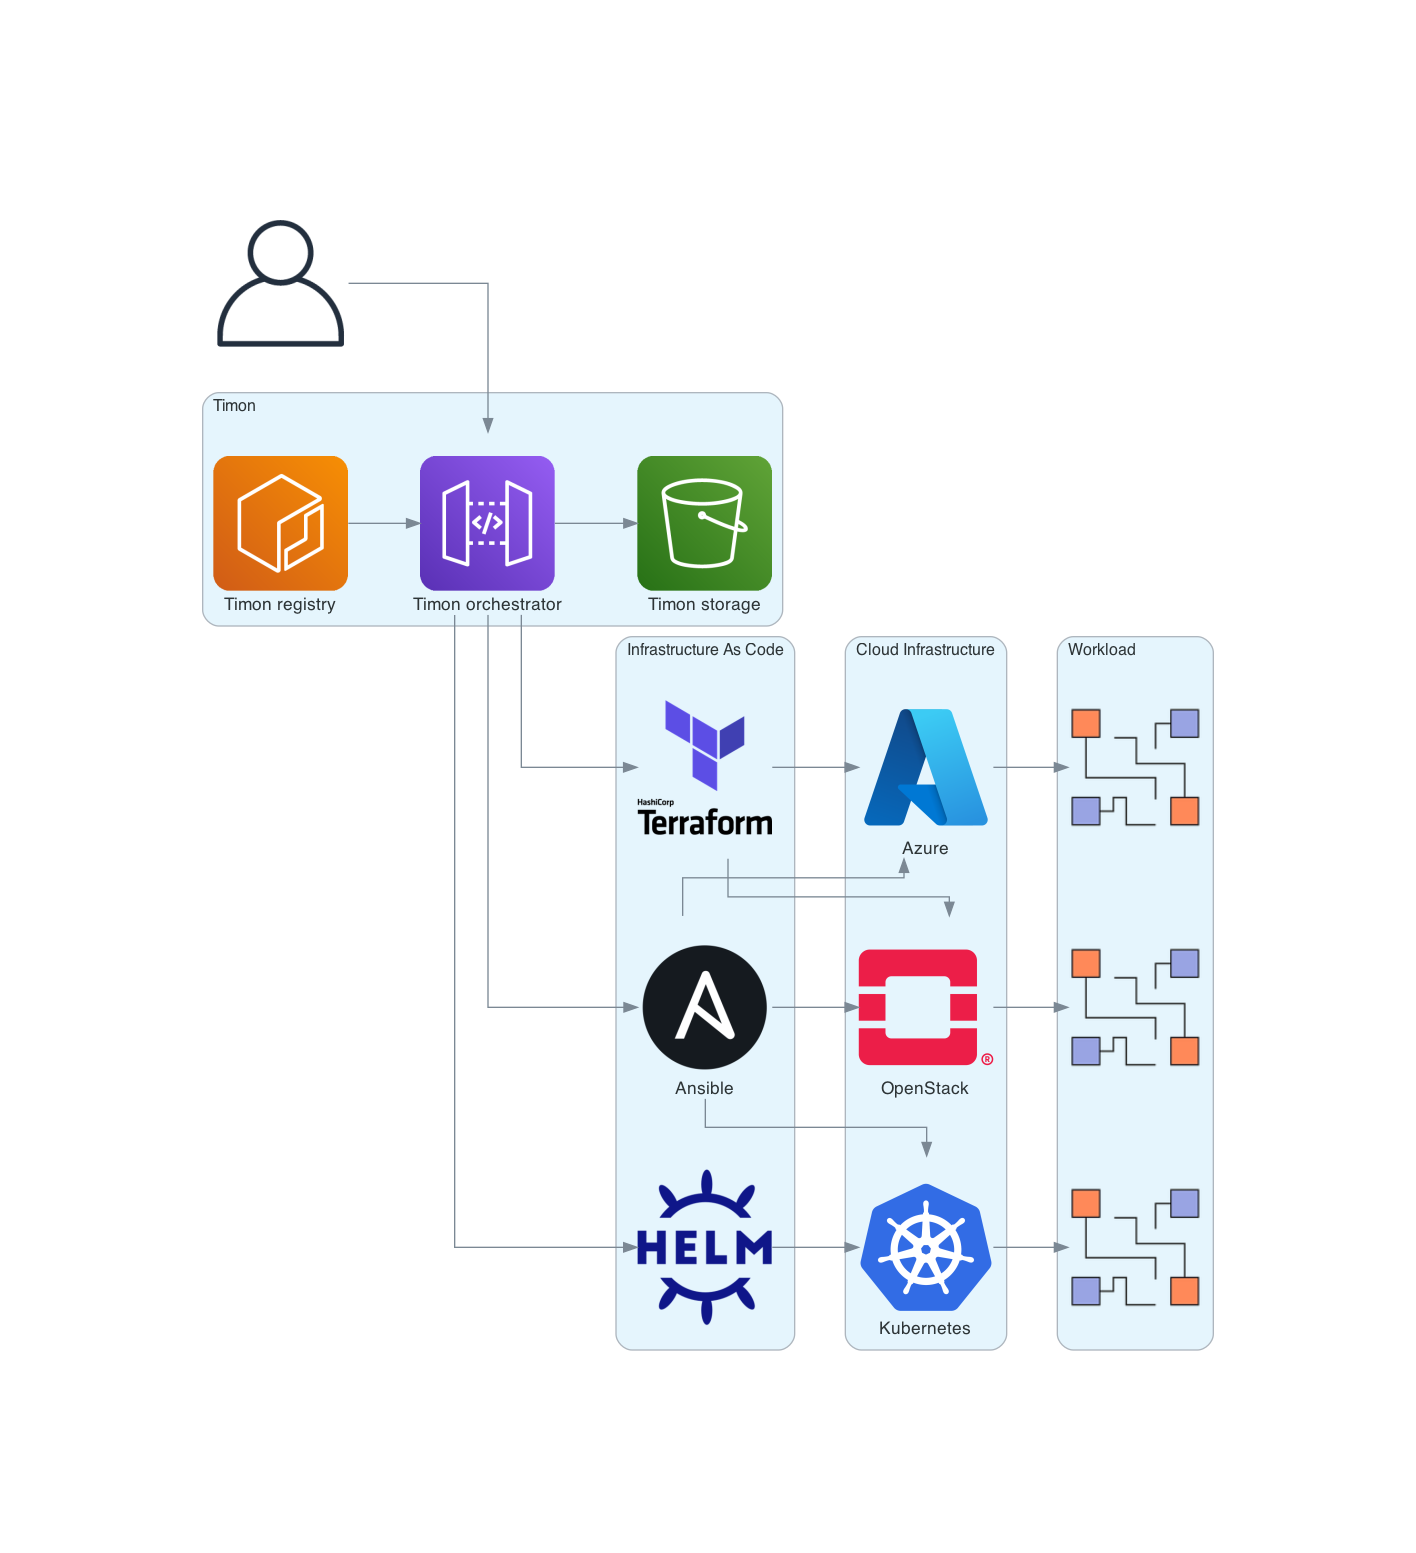 Timon
Timon registry
Timon orchestrator
Timon storage
Infrastructure As Code
Cloud Infrastructure
Workload
HashiCorp
Terraform
Azure
Ansible
®
OpenStack
HELM
Kubernetes